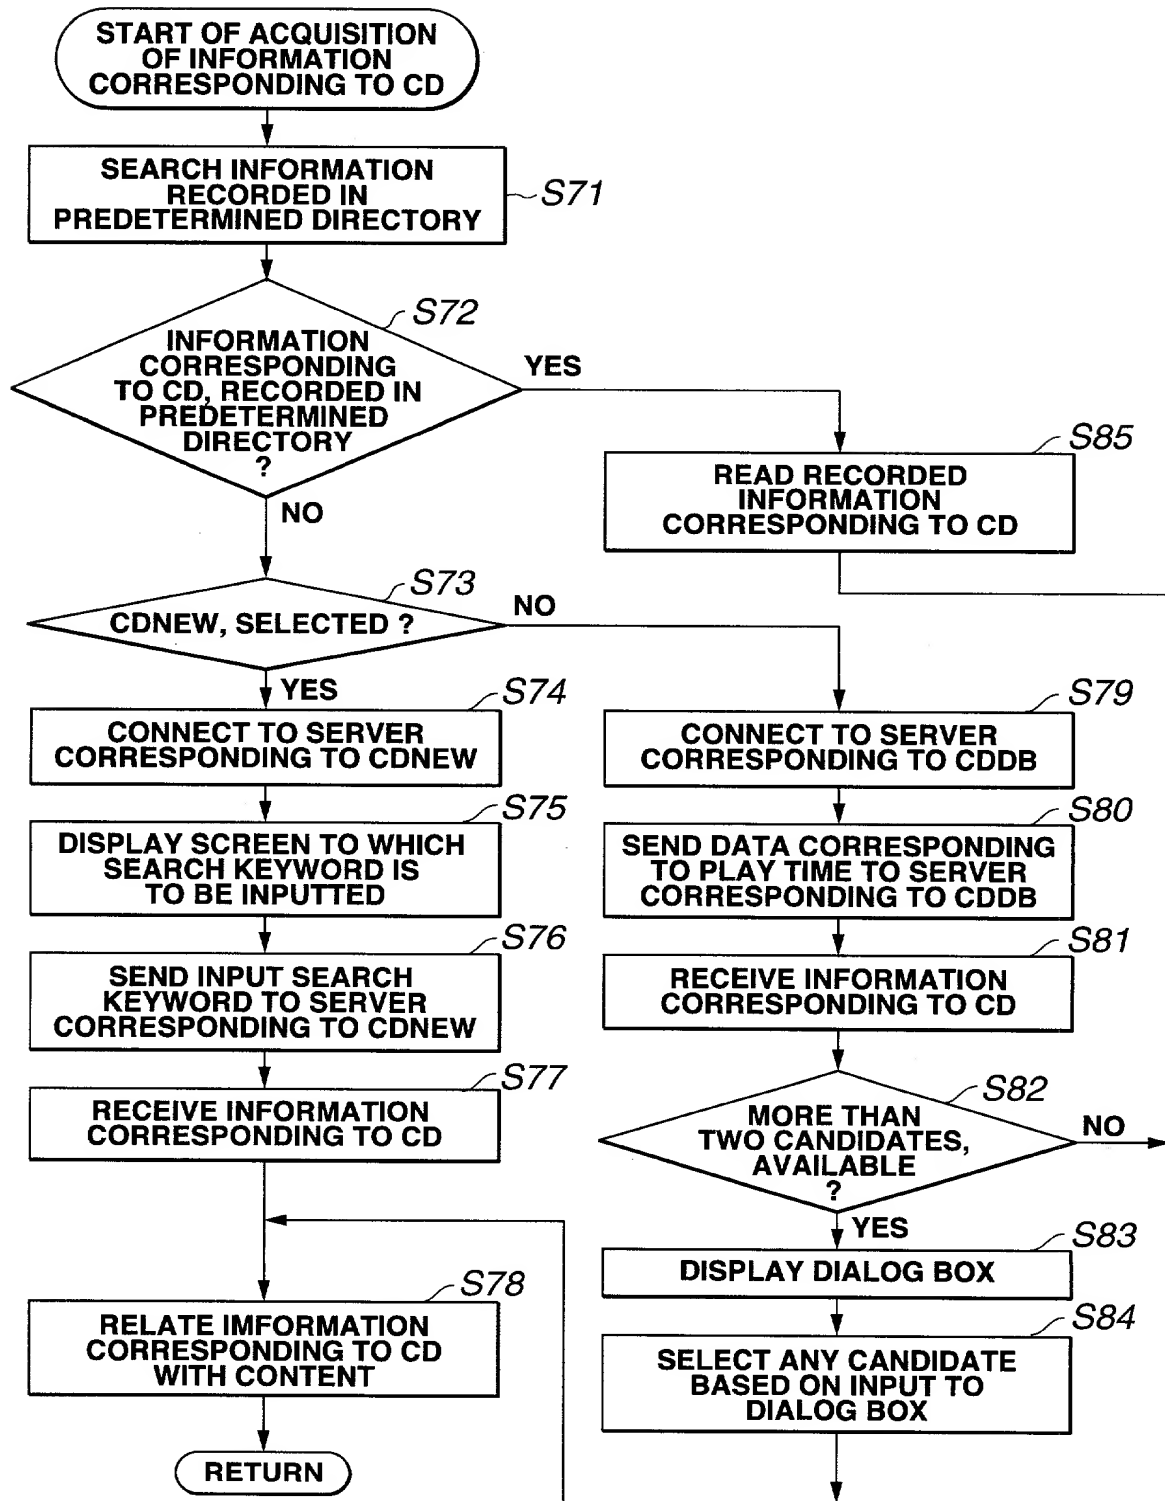 START OF ACQUISITION
OF INFORMATION
CORRESPONDING TO CD
SEARCH INFORMATION
RECORDED IN
PREDETERMINED DIRECTORY
S71
S72
INFORMATION
CORRESPONDING
TO CD, RECORDED IN
PREDETERMINED
DIRECTORY
?
YES
NO
S85
READ RECORDED
INFORMATION
CORRESPONDING TO CD
S73
CDNEW, SELECTED ?
NO
YES
S74
CONNECT TO SERVER
CORRESPONDING TO CDNEW
S75
DISPLAY SCREEN TO WHICH
SEARCH KEYWORD IS
TO BE INPUTTED
S76
SEND INPUT SEARCH
KEYWORD TO SERVER
CORRESPONDING TO CDNEW
S77
RECEIVE INFORMATION
CORRESPONDING TO CD
S78
RELATE IMFORMATION
CORRESPONDING TO CD
WITH CONTENT
RETURN
S79
CONNECT TO SERVER
CORRESPONDING TO CDDB
S80
SEND DATA CORRESPONDING
TO PLAY TIME TO SERVER
CORRESPONDING TO CDDB
S81
RECEIVE INFORMATION
CORRESPONDING TO CD
S82
MORE THAN
TWO CANDIDATES,
AVAILABLE
?
NO
YES
S83
DISPLAY DIALOG BOX
S84
SELECT ANY CANDIDATE
BASED ON INPUT TO
DIALOG BOX